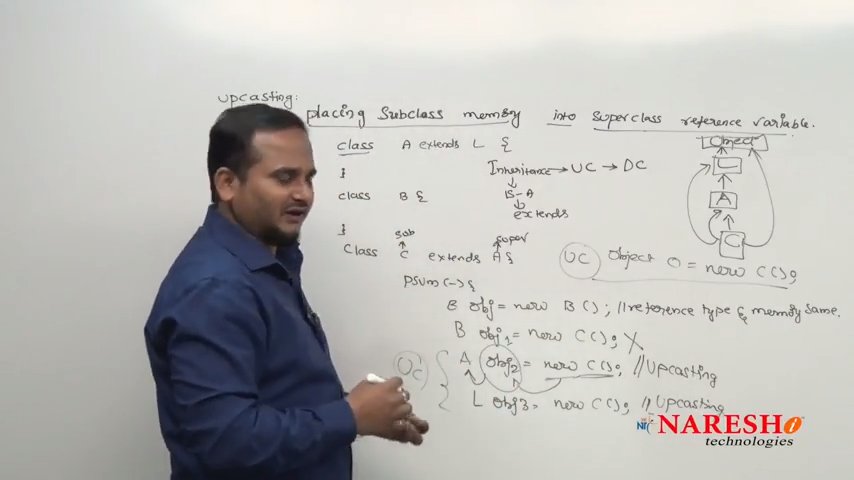 upcasting:
placing Subclass memory into Superclass reference variable.
class A extends L {
}
class B {
}
sub super
Class C extends A {
psvm (-) {
B obj = new B(); //reference type & memory same.
B obj1 = new C(); X
A obj2 = new C(); //Upcasting
L obj3 = new C(); //Upcasting
UC
Inheritance → UC → DC
IS-A
extends
Object
L
A
C
UC Object O = new C();
NARESH i
technologies